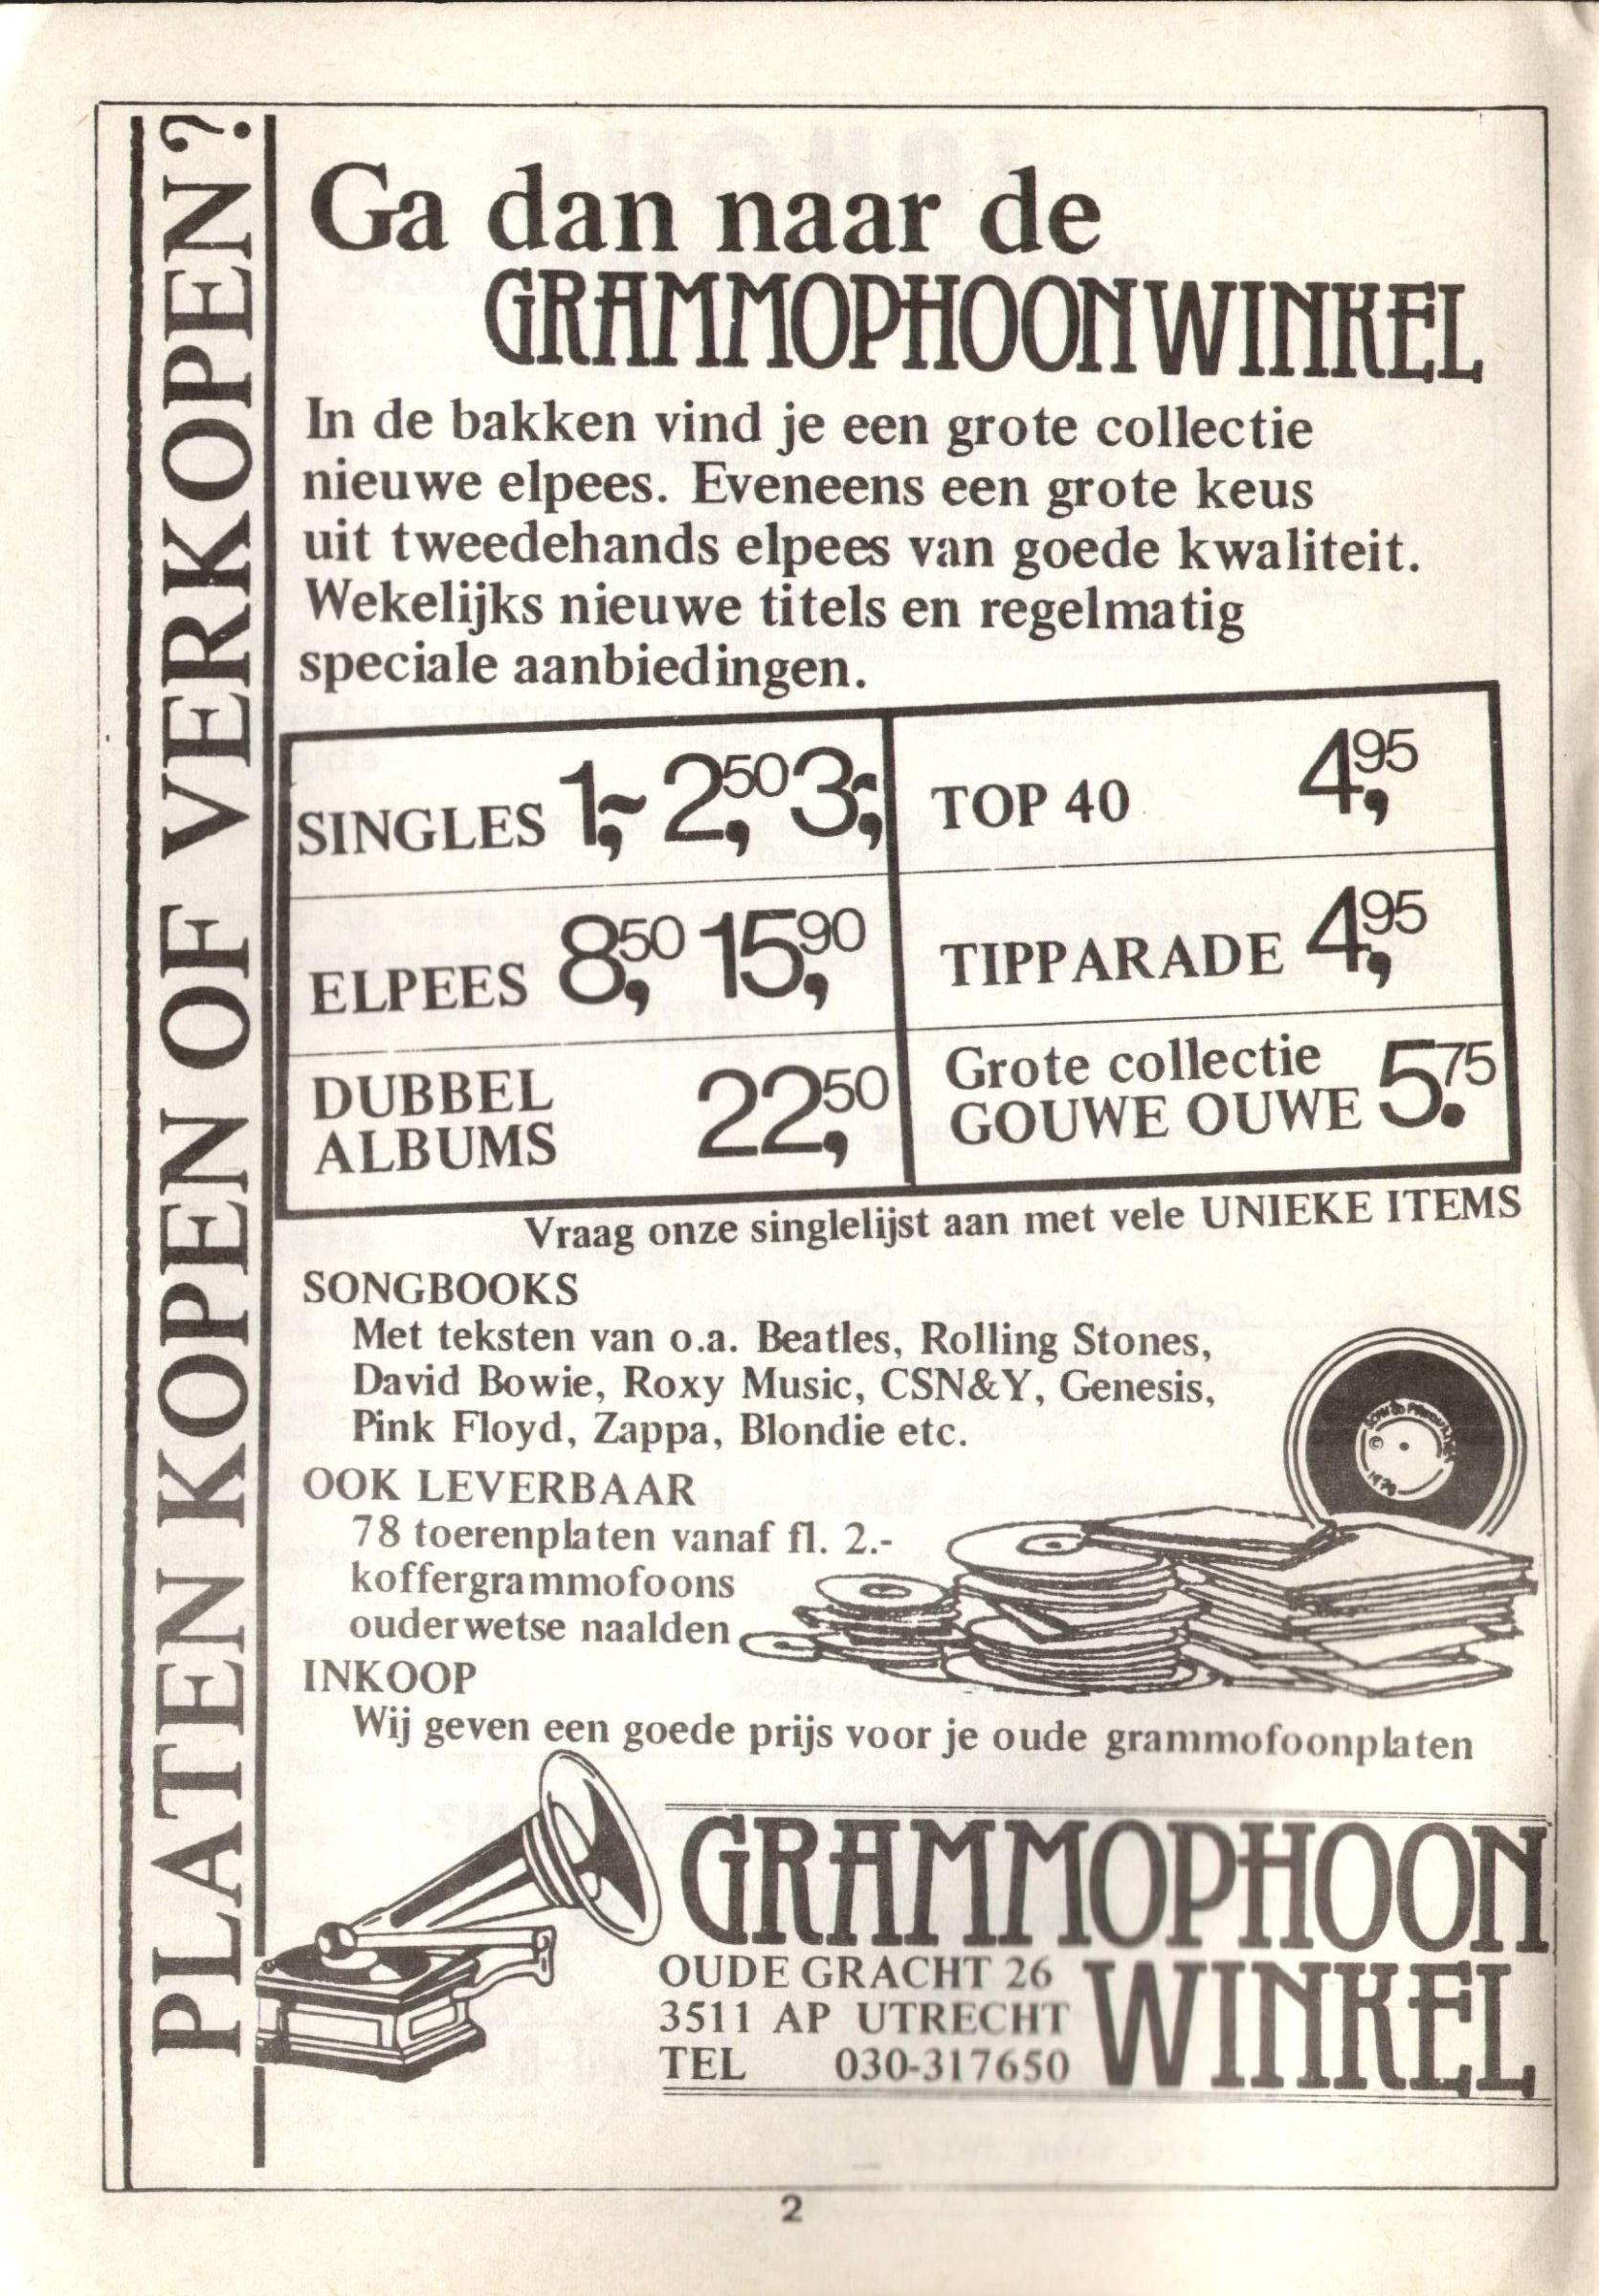 PLATEN KOPEN OF VERKOPEN?
Ga dan naar de
GRAMMOPHOONWINKEL
In de bakken vind je een grote collectie
nieuwe elpees. Eveneens een grote keus
uit tweedehands elpees van goede kwaliteit.
Wekelijks nieuwe titels en regelmatig
speciale aanbiedingen.
SINGLES 1,- 2,50 3,-
ELPEES 8,50 15,90
DUBBEL
ALBUMS 22,50
TOP 40 4,95
TIPPARADE 4,95
Grote collectie
GOUWE OUWE 5.75
Vraag onze singlelijst aan met vele UNIEKE ITEMS
SONGBOOKS
Met teksten van o.a. Beatles, Rolling Stones,
David Bowie, Roxy Music, CSN&Y, Genesis,
Pink Floyd, Zappa, Blondie etc.
OOK LEVERBAAR
78 toerenplaten vanaf fl. 2.-
koffergrammofoons
ouderwetse naalden
INKOOP
Wij geven een goede prijs voor je oude grammofoonplaten
GRAMMOPHOON
WINKEL
OUDE GRACHT 26
3511 AP UTRECHT
TEL 030-317650
2